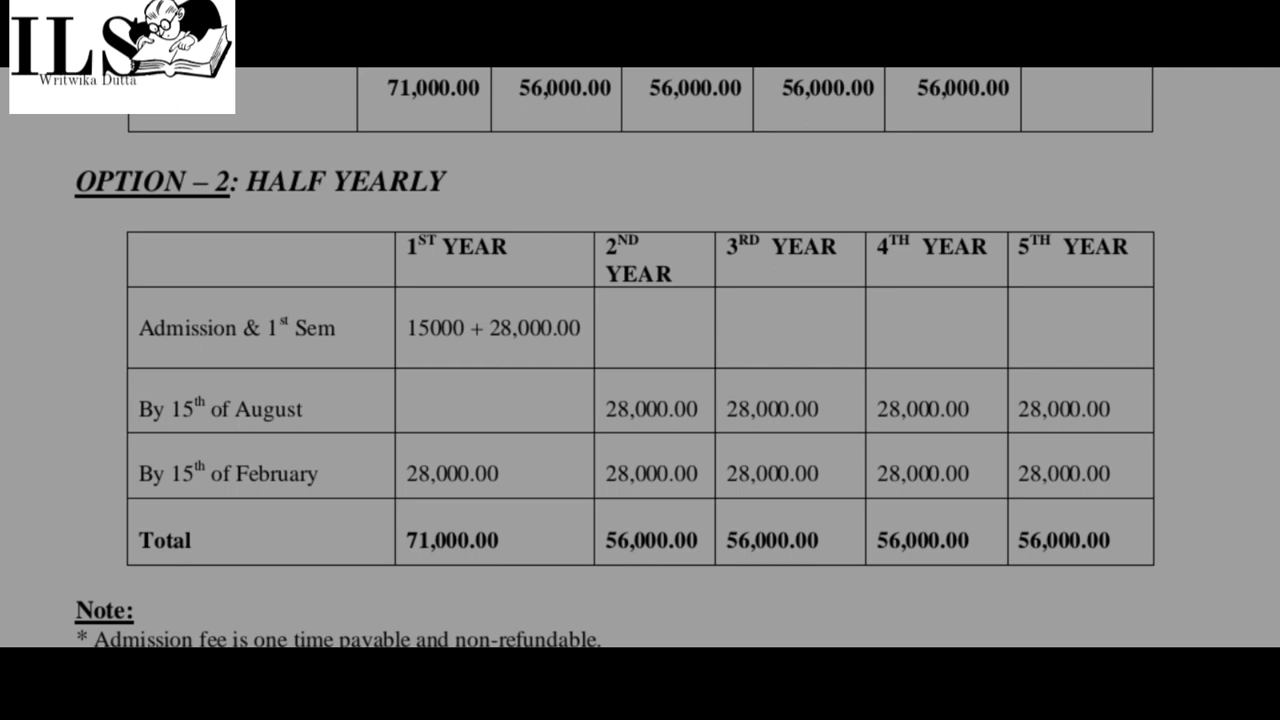 ILS
Writwika Dutta
71,000.00 56,000.00 56,000.00 56,000.00 56,000.00
OPTION – 2: HALF YEARLY
1ST YEAR 2ND YEAR 3RD YEAR 4TH YEAR 5TH YEAR
Admission & 1st Sem 15000 + 28,000.00
By 15th of August 28,000.00 28,000.00 28,000.00 28,000.00
By 15th of February 28,000.00 28,000.00 28,000.00 28,000.00 28,000.00
Total 71,000.00 56,000.00 56,000.00 56,000.00 56,000.00
Note:
* Admission fee is one time payable and non-refundable.